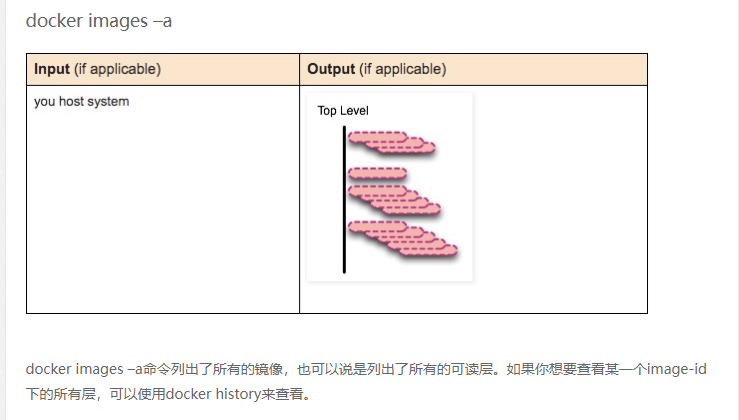 docker images –a
Input (if applicable)
Output (if applicable)
you host system
Top Level
docker images –a命令列出了所有的镜像，也可以说是列出了所有的可读层。如果你想要查看某一个image-id
下的所有层，可以使用docker history来查看。